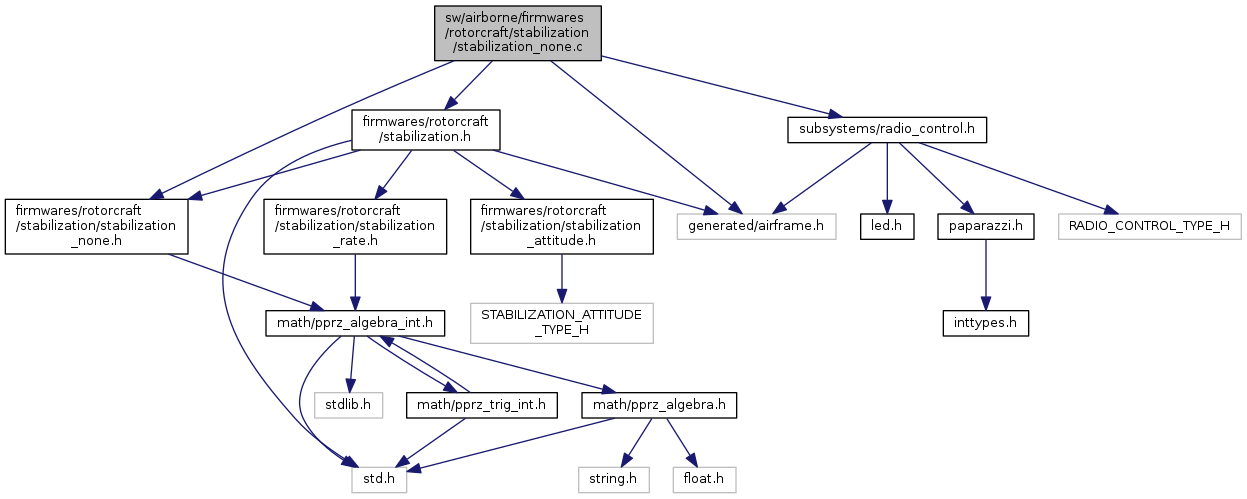 sw/airborne/firmwares
/rotorcraft/stabilization
/stabilization_none.c
firmwares/rotorcraft
/stabilization.h
subsystems/radio_control.h
firmwares/rotorcraft
/stabilization/stabilization
_none.h
firmwares/rotorcraft
/stabilization/stabilization
_rate.h
firmwares/rotorcraft
/stabilization/stabilization
_attitude.h
generated/airframe.h
led.h
paparazzi.h
RADIO_CONTROL_TYPE_H
math/pprz_algebra_int.h
STABILIZATION_ATTITUDE
_TYPE_H
inttypes.h
stdlib.h
math/pprz_trig_int.h
math/pprz_algebra.h
std.h
string.h
float.h